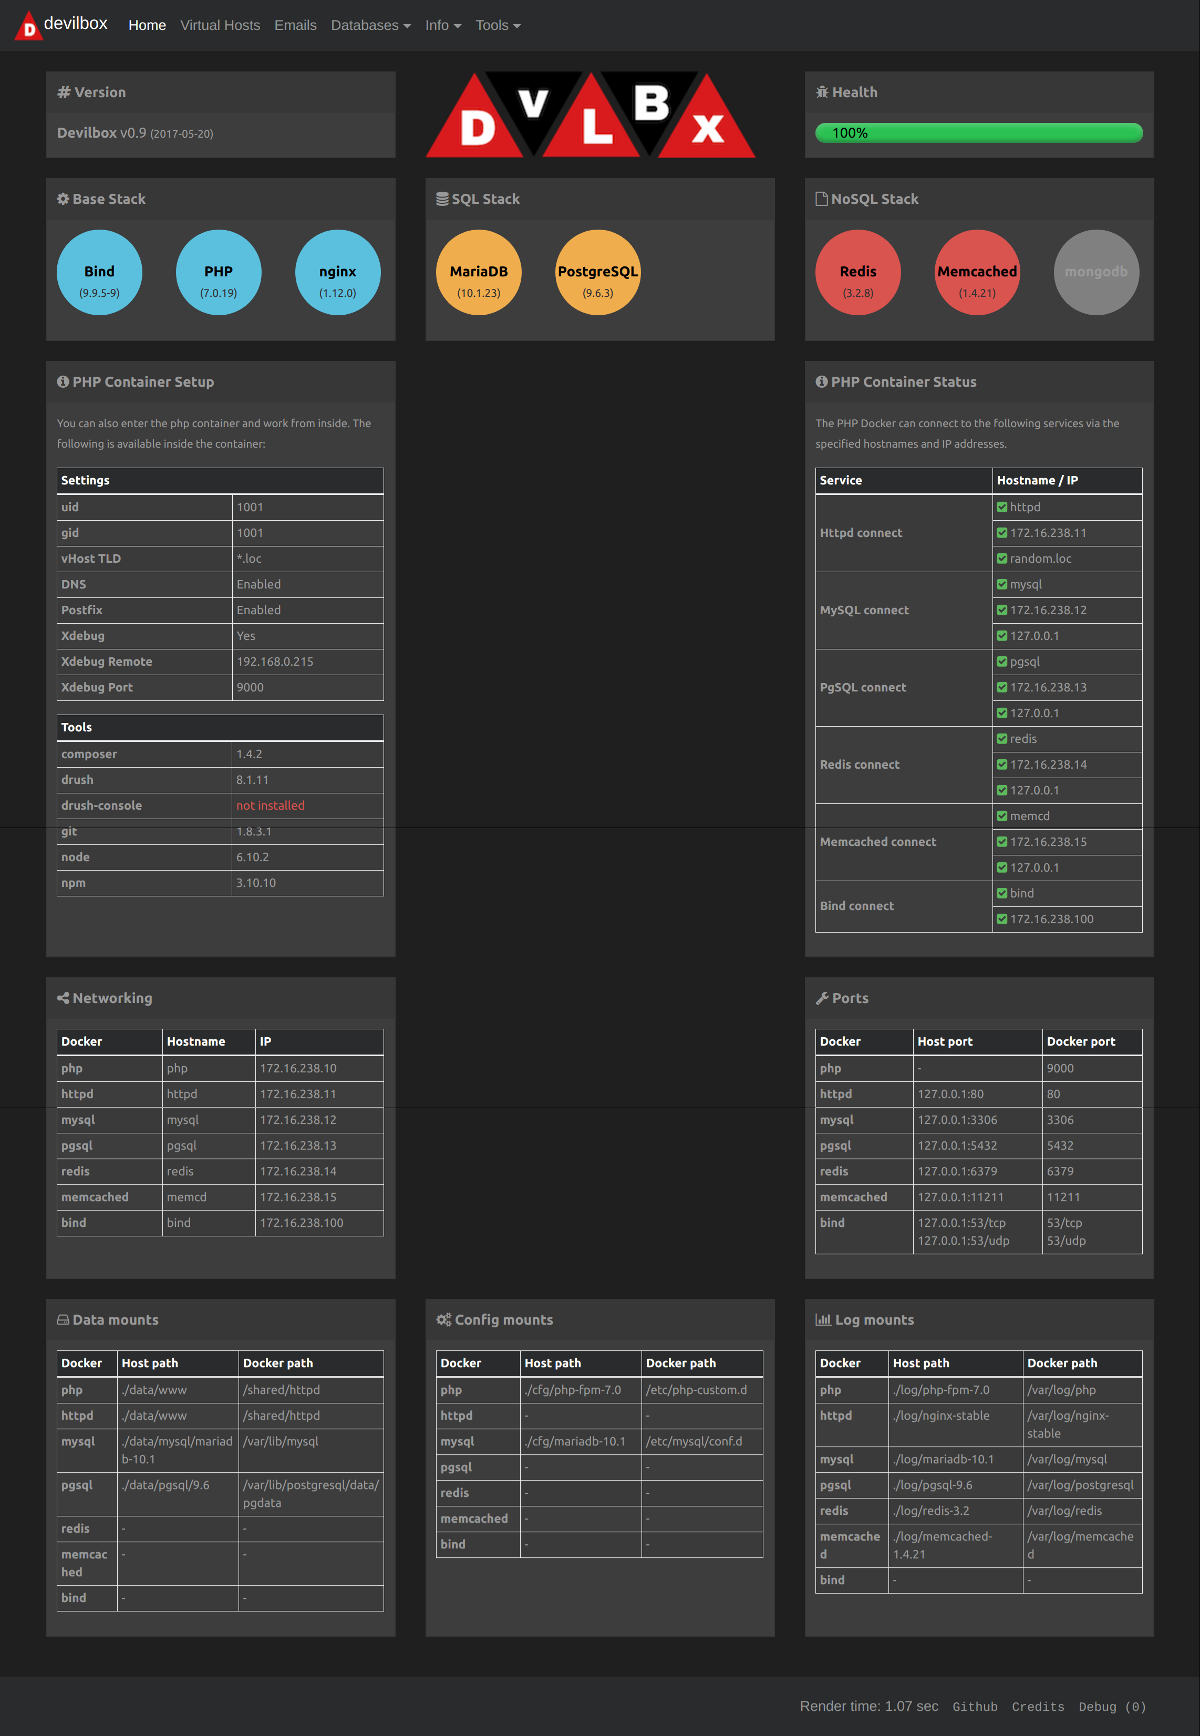 devilbox Home Virtual Hosts Emails Databases Info Tools
Version
Devilbox v0.9 (2017-05-20)
D V L B X
Health
100%
Base Stack
Bind
(9.9.5-9)
PHP
(7.0.19)
nginx
(1.12.0)
SQL Stack
MariaDB
(10.1.23)
PostgreSQL
(9.6.3)
NoSQL Stack
Redis
(3.2.8)
Memcached
(1.4.21)
mongodb
PHP Container Setup
You can also enter the php container and work from inside. The
following is available inside the container:
Settings
uid 1001
gid 1001
vHost TLD *.loc
DNS Enabled
Postfix Enabled
Xdebug Yes
Xdebug Remote 192.168.0.215
Xdebug Port 9000
Tools
composer 1.4.2
drush 8.1.11
drush-console not installed
git 1.8.3.1
node 6.10.2
npm 3.10.10
PHP Container Status
The PHP Docker can connect to the following services via the
specified hostnames and IP addresses.
Service Hostname / IP
Httpd connect
httpd
172.16.238.11
random.loc
MySQL connect
mysql
172.16.238.12
127.0.0.1
PgSQL connect
pgsql
172.16.238.13
127.0.0.1
Redis connect
redis
172.16.238.14
127.0.0.1
Memcached connect
memcd
172.16.238.15
127.0.0.1
Bind connect
bind
172.16.238.100
Networking
Docker Hostname IP
php php 172.16.238.10
httpd httpd 172.16.238.11
mysql mysql 172.16.238.12
pgsql pgsql 172.16.238.13
redis redis 172.16.238.14
memcached memcd 172.16.238.15
bind bind 172.16.238.100
Ports
Docker Host port Docker port
php - 9000
httpd 127.0.0.1:80 80
mysql 127.0.0.1:3306 3306
pgsql 127.0.0.1:5432 5432
redis 127.0.0.1:6379 6379
memcached 127.0.0.1:11211 11211
bind 127.0.0.1:53/tcp 53/tcp
127.0.0.1:53/udp 53/udp
Data mounts
Docker Host path Docker path
php ./data/www /shared/httpd
httpd ./data/www /shared/httpd
mysql ./data/mysql/mariad /var/lib/mysql
b-10.1
pgsql ./data/pgsql/9.6 /var/lib/postgresql/data/
pgdata
redis - -
memcac - -
hed
bind - -
Config mounts
Docker Host path Docker path
php ./cfg/php-fpm-7.0 /etc/php-custom.d
httpd - -
mysql ./cfg/mariadb-10.1 /etc/mysql/conf.d
pgsql - -
redis - -
memcached - -
bind - -
Log mounts
Docker Host path Docker path
php ./log/php-fpm-7.0 /var/log/php
httpd ./log/nginx-stable /var/log/nginx-
stable
mysql ./log/mariadb-10.1 /var/log/mysql
pgsql ./log/pgsql-9.6 /var/log/postgresql
redis ./log/redis-3.2 /var/log/redis
memcache ./log/memcached- /var/log/memcache
d 1.4.21 d
bind - -
Render time: 1.07 sec Github Credits Debug (0)